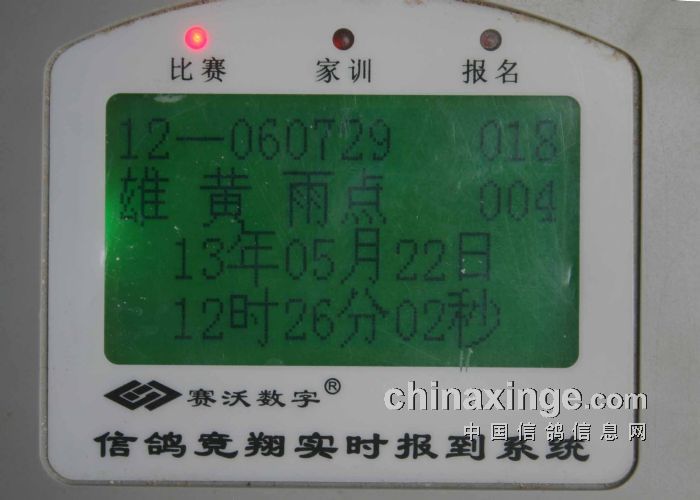 比赛 家训 报名
12—060729 018
雄 黄 雨点 004
13年05月22日
12时26分02秒
赛沃数字®
chinaxinge.com
中国信鸽信息网
信鸽竞翔实时报到系统